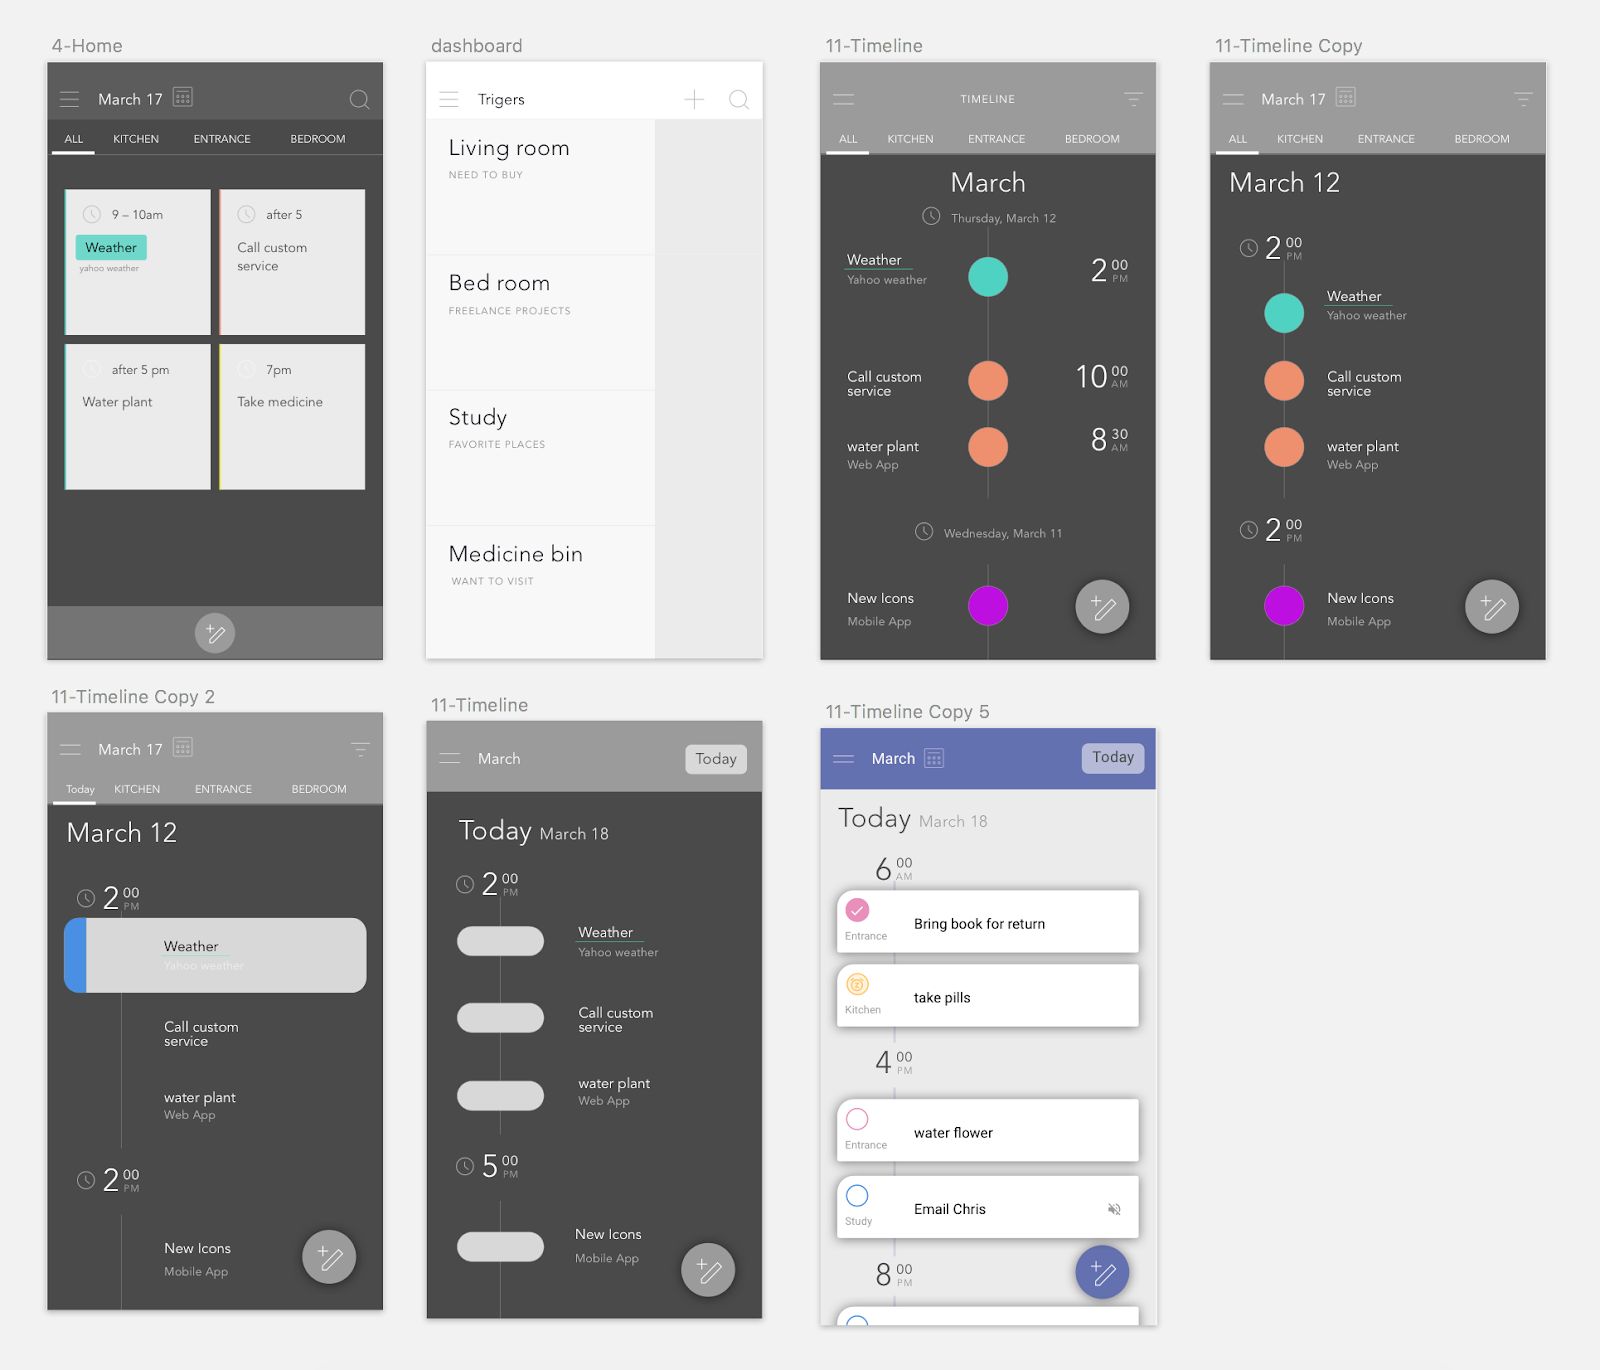 4-Home
March 17
ALL KITCHEN ENTRANCE BEDROOM
9 – 10am
Weather
yahoo weather
after 5
Call custom
service
after 5 pm
Water plant
7pm
Take medicine
dashboard
Trigers
Living room
NEED TO BUY
Bed room
FREELANCE PROJECTS
Study
FAVORITE PLACES
Medicine bin
WANT TO VISIT
11-Timeline
TIMELINE
ALL KITCHEN ENTRANCE BEDROOM
March
Thursday, March 12
Weather
Yahoo weather
2 00 PM
Call custom
service
10 00 AM
water plant
Web App
8 30 AM
Wednesday, March 11
New Icons
Mobile App
11-Timeline Copy
March 17
ALL KITCHEN ENTRANCE BEDROOM
March 12
2 00 PM
Weather
Yahoo weather
Call custom
service
water plant
Web App
2 00 PM
New Icons
Mobile App
11-Timeline Copy 2
March 17
Today KITCHEN ENTRANCE BEDROOM
March 12
2 00 PM
Weather
Yahoo weather
Call custom
service
water plant
Web App
2 00 PM
New Icons
Mobile App
11-Timeline
March Today
Today March 18
2 00 PM
Weather
Yahoo weather
Call custom
service
water plant
Web App
5 00 PM
New Icons
Mobile App
11-Timeline Copy 5
March Today
Today March 18
6 00 AM
Bring book for return
Entrance
take pills
Kitchen
4 00 PM
water flower
Entrance
Email Chris
Study
8 00 PM